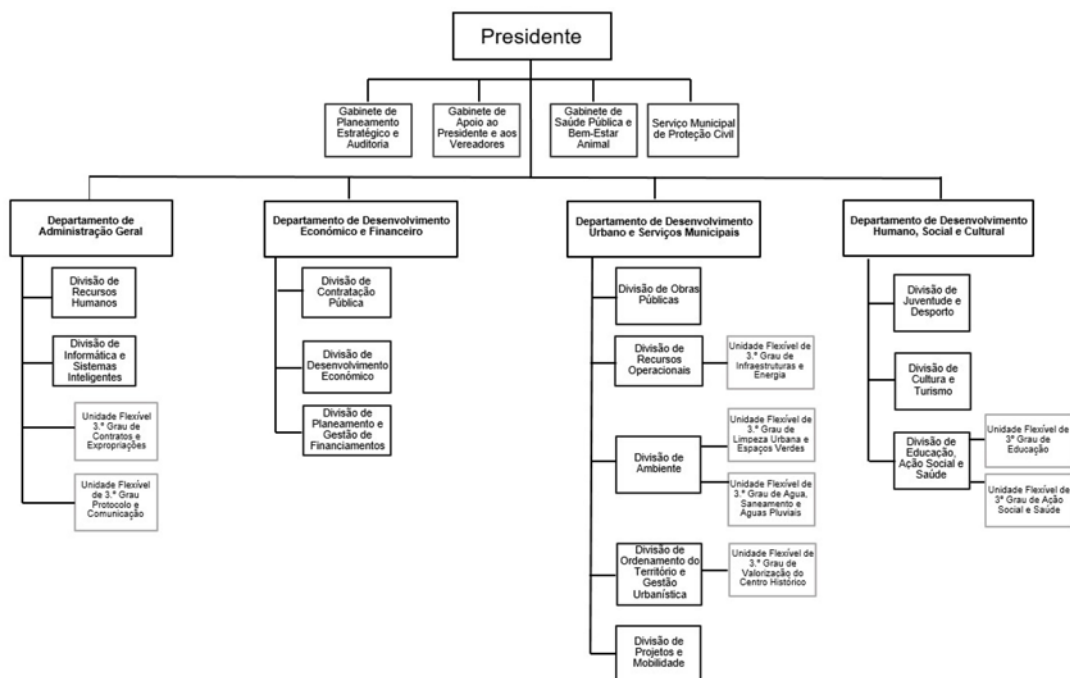 Presidente
Gabinete de
Planeamento
Estratégico e
Auditoria
Gabinete de
Apoio ao
Presidente e aos
Vereadores
Gabinete de
Saúde Pública e
Bem-Estar
Animal
Serviço Municipal
de Proteção Civil
Departamento de
Administração Geral
Divisão de
Recursos
Humanos
Divisão de
Informática e
Sistemas
Inteligentes
Unidade Flexível
3.º Grau de
Contratos e
Expropriações
Unidade Flexível
de 3.º Grau
Protocolo e
Comunicação
Departamento de Desenvolvimento
Económico e Financeiro
Divisão de
Contratação
Pública
Divisão de
Desenvolvimento
Económico
Divisão de
Planeamento e
Gestão de
Financiamentos
Departamento de Desenvolvimento
Urbano e Serviços Municipais
Divisão de Obras
Públicas
Divisão de
Recursos
Operacionais
Unidade Flexível de
3.º Grau de
Infraestruturas e
Energia
Divisão de
Ambiente
Unidade Flexível de
3.º Grau de
Limpeza Urbana e
Espaços Verdes
Unidade Flexível de
3.º Grau de Agua,
Saneamento e
Aguas Pluviais
Divisão de
Ordenamento do
Território e
Gestão
Urbanística
Unidade Flexível de
3.º Grau de
Valorização do
Centro Histórico
Divisão de
Projetos e
Mobilidade
Departamento de Desenvolvimento
Humano, Social e Cultural
Divisão de
Juventude e
Desporto
Divisão de
Cultura e
Turismo
Divisão de
Educação,
Ação Social e
Saúde
Unidade Flexível de
3º Grau de
Educação
Unidade Flexível de
3º Grau de Ação
Social e Saúde